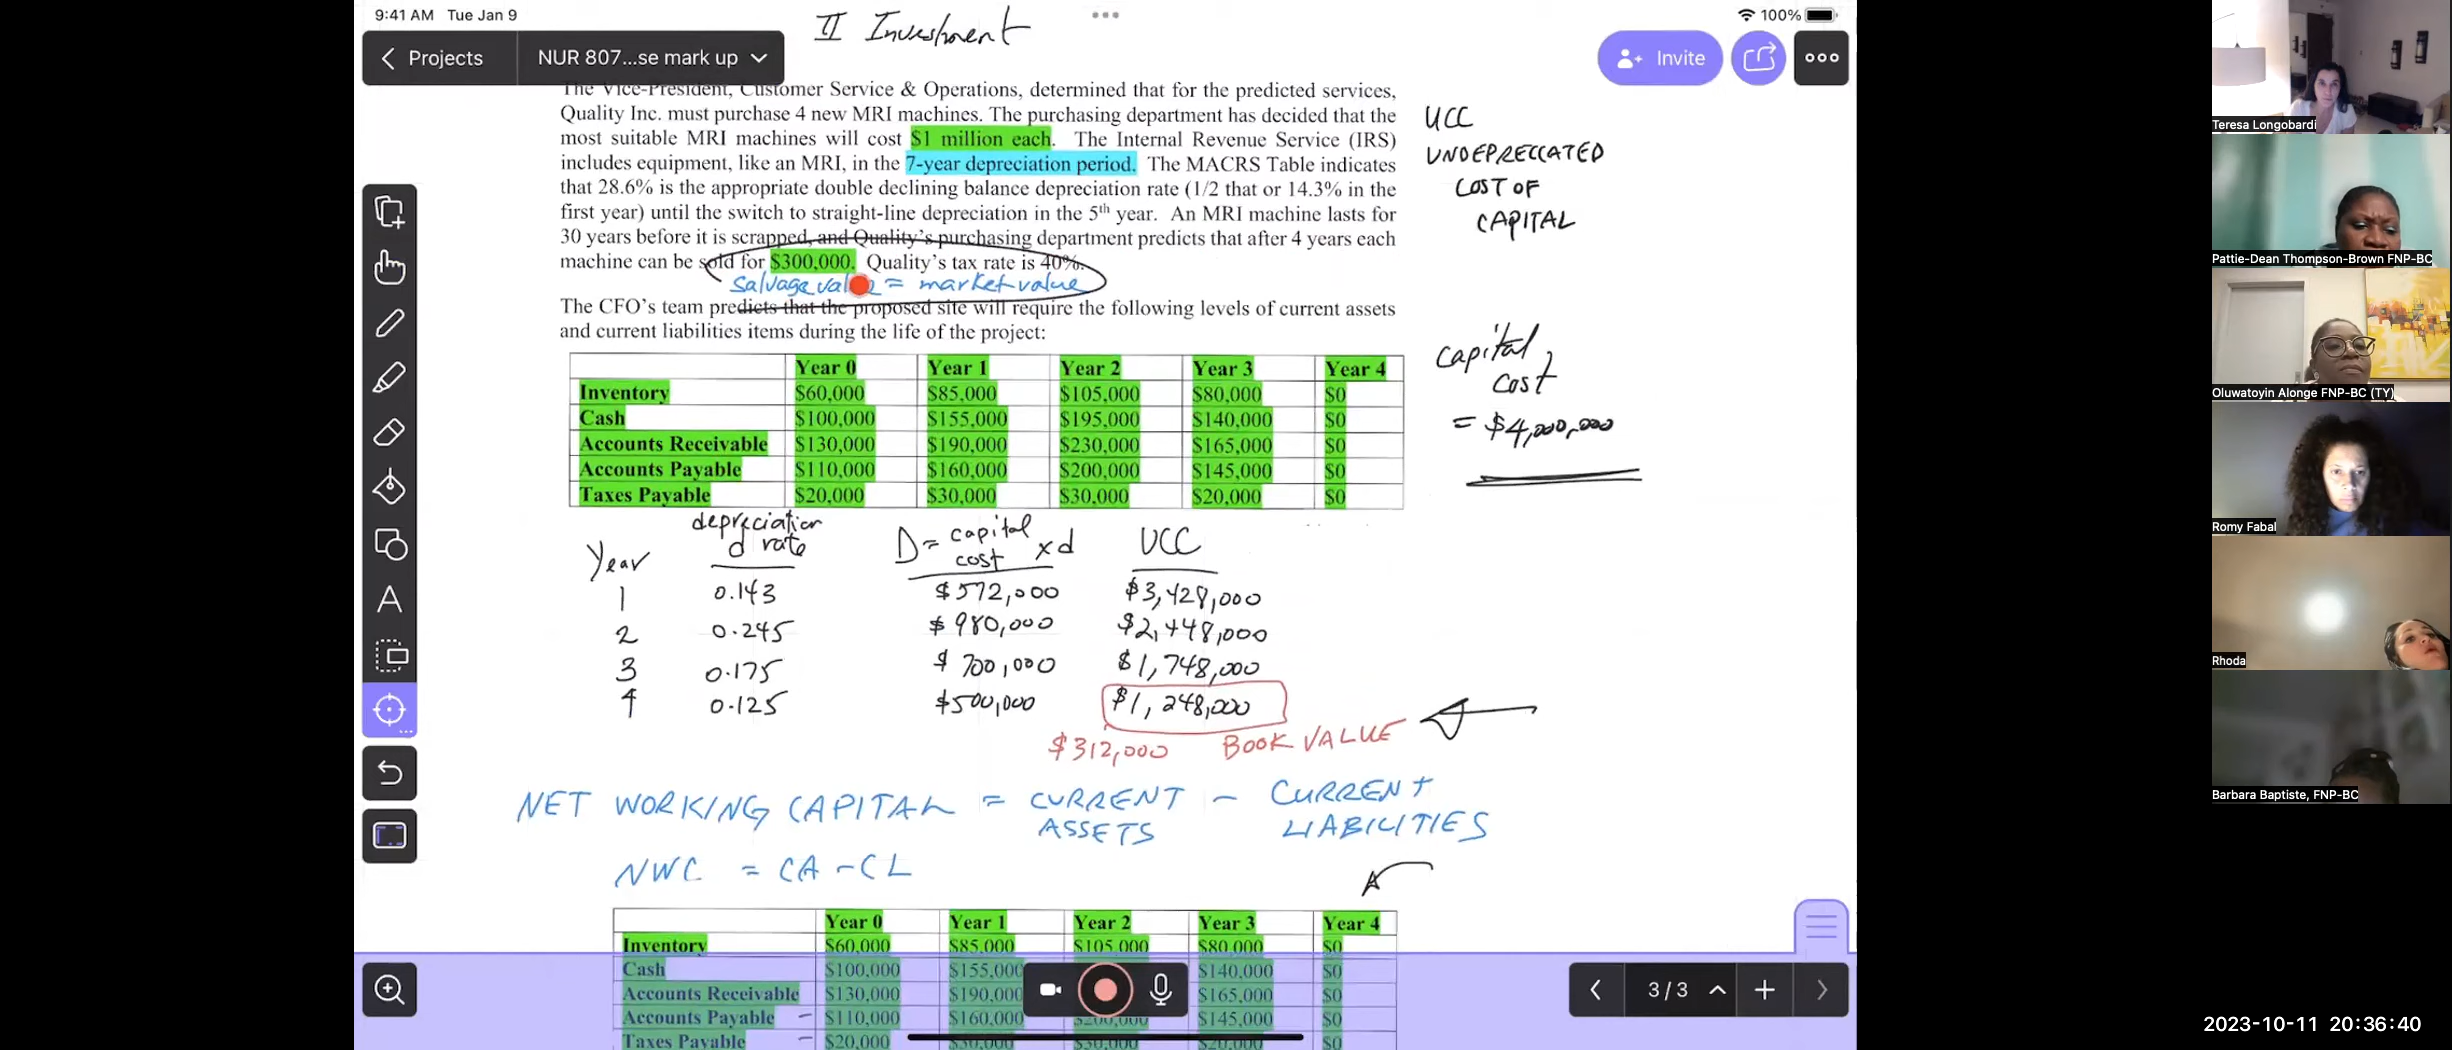 9:41 AM Tue Jan 9
100%
II Investment
Projects
NUR 807...se mark up
Invite
The Vice-President, Customer Service & Operations, determined that for the predicted services,
Quality Inc. must purchase 4 new MRI machines. The purchasing department has decided that the
most suitable MRI machines will cost $1 million each. The Internal Revenue Service (IRS)
includes equipment, like an MRI, in the 7-year depreciation period. The MACRS Table indicates
that 28.6% is the appropriate double declining balance depreciation rate (1/2 that or 14.3% in the
first year) until the switch to straight-line depreciation in the 5th year. An MRI machine lasts for
30 years before it is scrapped, and Quality's purchasing department predicts that after 4 years each
machine can be sold for $300,000. Quality's tax rate is 40%.
Salvage value = market value
The CFO's team predicts that the proposed site will require the following levels of current assets
and current liabilities items during the life of the project:
UCC
UNDEPRECCATED
COST OF
CAPITAL
Year 0 Year 1 Year 2 Year 3 Year 4
Inventory $60,000 $85,000 $105,000 $80,000 $0
Cash $100,000 $155,000 $195,000 $140,000 $0
Accounts Receivable $130,000 $190,000 $230,000 $165,000 $0
Accounts Payable $110,000 $160,000 $200,000 $145,000 $0
Taxes Payable $20,000 $30,000 $30,000 $20,000 $0
capital
cost
= $4,000,000
Year depreciation d rate D = capital cost x d UCC
1 0.143 $572,000 $3,428,000
2 0.245 $980,000 $2,448,000
3 0.175 $700,000 $1,748,000
4 0.125 $500,000 $1,248,000
$312,000 BOOK VALUE
NET WORKING CAPITAL = CURRENT ASSETS - CURRENT LIABILITIES
NWC = CA - CL
Year 0 Year 1 Year 2 Year 3 Year 4
Inventory $60,000 $85,000 $105,000 $80,000 $0
Cash $100,000 $155,000 $140,000 $0
Accounts Receivable $130,000 $190,000 $165,000 $0
Accounts Payable - $110,000 $160,000 $200,000 $145,000 $0
Taxes Payable - $20,000 $30,000 $30,000 $20,000 $0
A
3 / 3
Teresa Longobardi
Pattie-Dean Thompson-Brown FNP-BC
Oluwatoyin Alonge FNP-BC (TY)
Romy Fabal
Rhoda
Barbara Baptiste, FNP-BC
2023-10-11 20:36:40